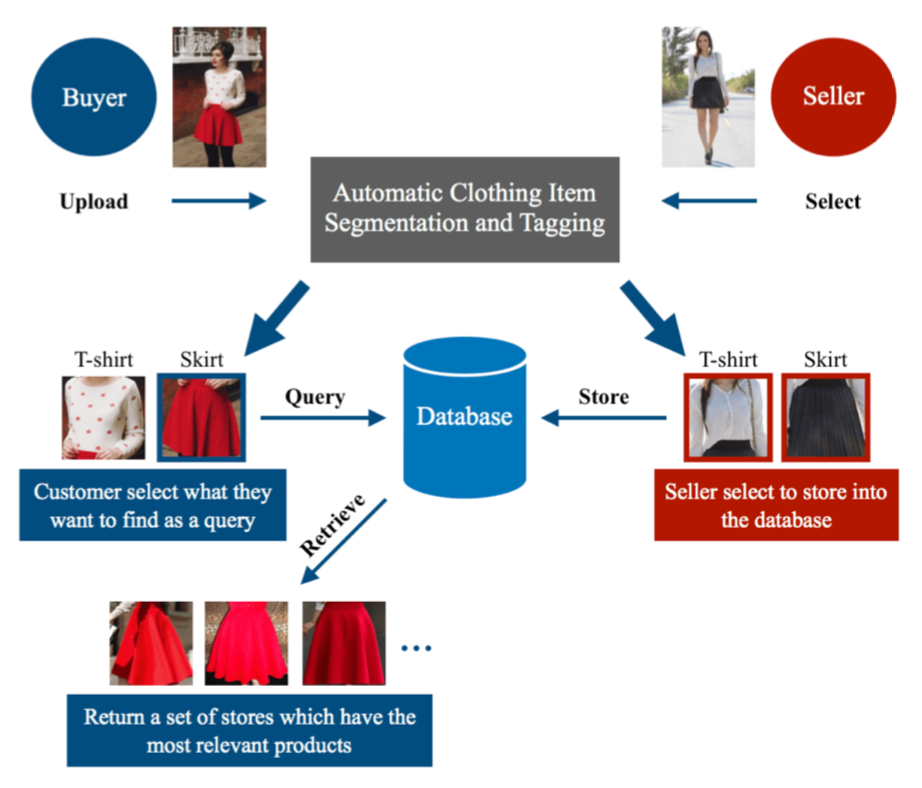 Buyer
Seller
Upload
Select
Automatic Clothing Item
Segmentation and Tagging
T-shirt
Skirt
T-shirt
Skirt
Query
Database
Store
Customer select what they
want to find as a query
Seller select to store into
the database
Retrieve
Return a set of stores which have the
most relevant products